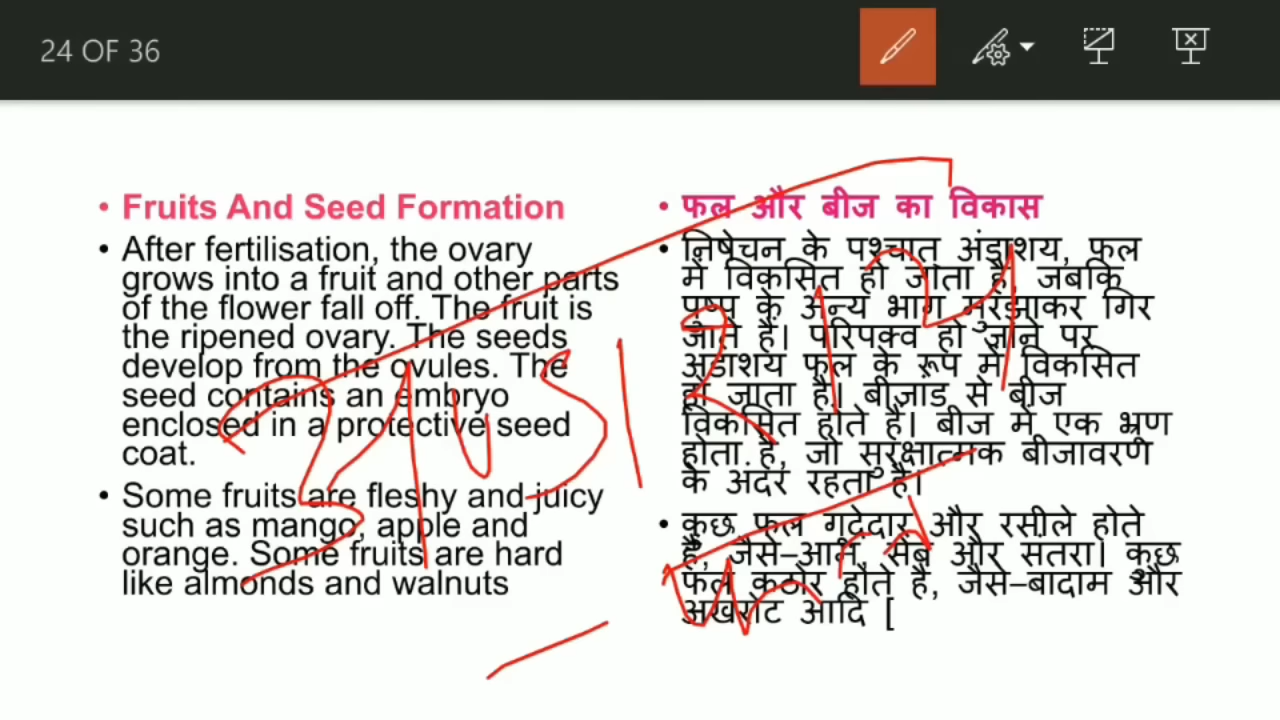 24 OF 36
• Fruits And Seed Formation
• After fertilisation, the ovary
grows into a fruit and other parts
of the flower fall off. The fruit is
the ripened ovary. The seeds
develop from the ovules. The
seed contains an embryo
enclosed in a protective seed
coat.
• Some fruits are fleshy and juicy
such as mango, apple and
orange. Some fruits are hard
like almonds and walnuts
• फल और बीज का विकास
• निषेचन के पश्चात अंडाशय, फल
में विकसित हो जाता है, जबकि
पुष्प के अन्य भाग मुरझाकर गिर
जाते हैं। परिपक्व हो जाने पर
अंडाशय फल के रूप में विकसित
हो जाता है। बीजांड से बीज
विकसित होते हैं। बीज में एक भ्रूण
होता है, जो सुरक्षात्मक बीजावरण
के अंदर रहता है।
• कुछ फल गूदेदार और रसीले होते
हैं, जैसे–आम, सेब और संतरा। कुछ
फल कठोर होते हैं, जैसे–बादाम और
अखरोट आदि [